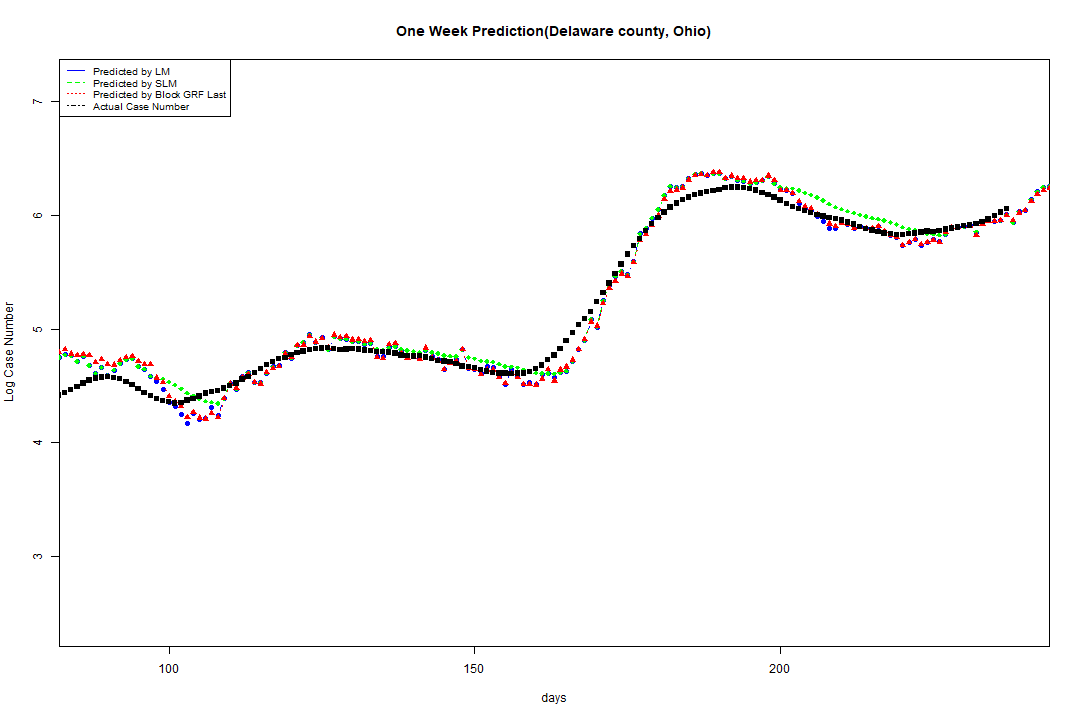 One Week Prediction(Delaware county, Ohio)
Predicted by LM
Predicted by SLM
Predicted by Block GRF Last
Actual Case Number
7
6
5
4
3
Log Case Number
100 150 200
days